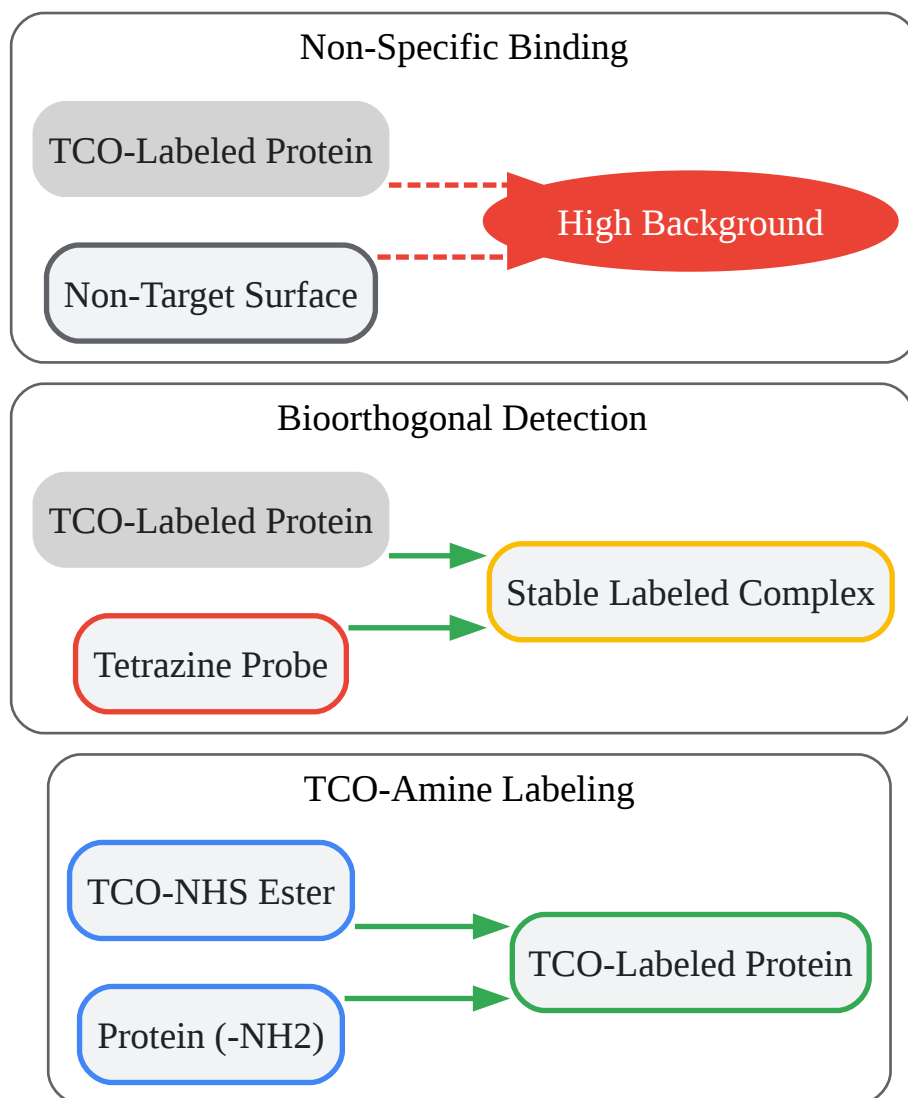 Non-Specific Binding
TCO-Labeled Protein
High Background
Non-Target Surface
Bioorthogonal Detection
TCO-Labeled Protein
Stable Labeled Complex
Tetrazine Probe
TCO-Amine Labeling
TCO-NHS Ester
TCO-Labeled Protein
Protein (-NH2)